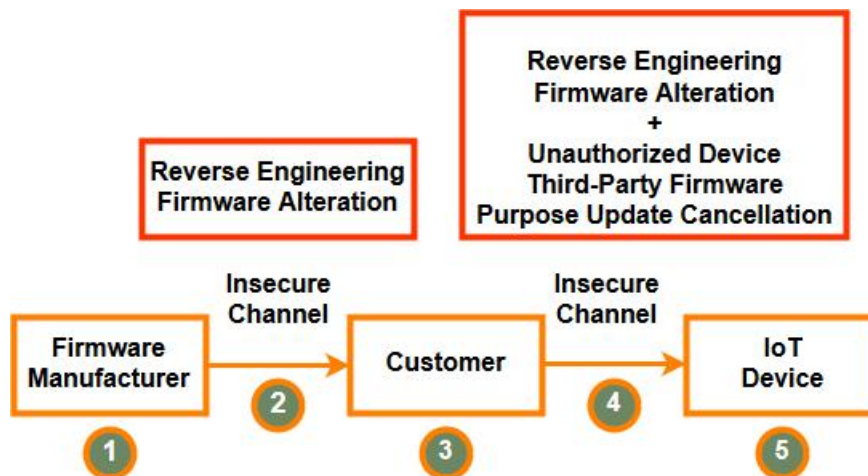 Reverse Engineering
Firmware Alteration
Reverse Engineering
Firmware Alteration
+
Unauthorized Device
Third-Party Firmware
Purpose Update Cancellation
Insecure
Channel
Insecure
Channel
Firmware
Manufacturer
Customer
IoT
Device
1
2
3
4
5